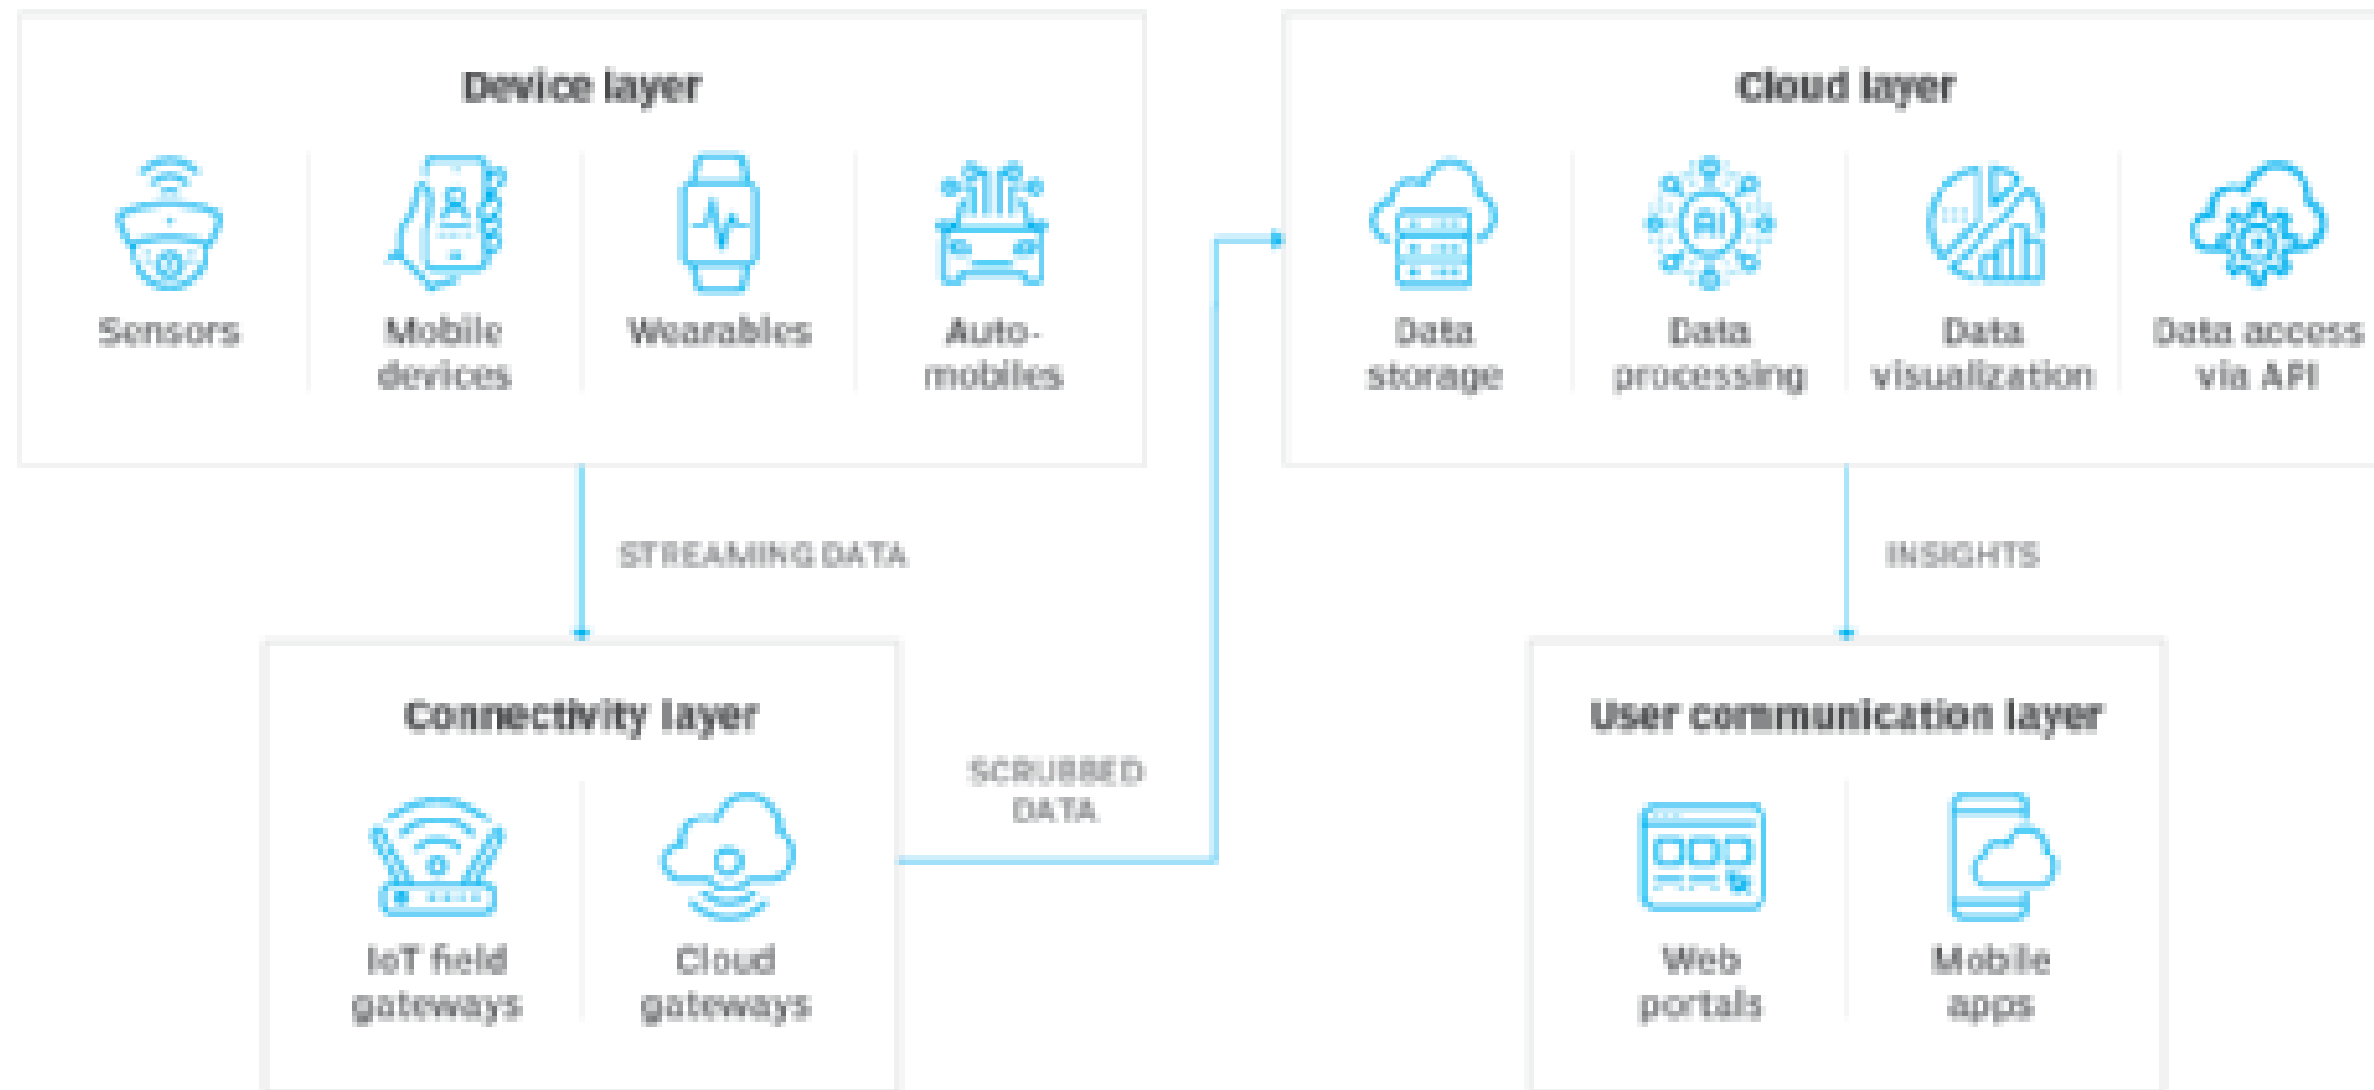 Device layer
Sensors
Mobile
devices
Wearables
Auto-
mobiles
STREAMING DATA
Connectivity layer
IoT field
gateways
Cloud
gateways
SCRUBBED
DATA
Cloud layer
AI
Data
storage
Data
processing
Data
visualization
Data access
via API
INSIGHTS
User communication layer
Web
portals
Mobile
apps